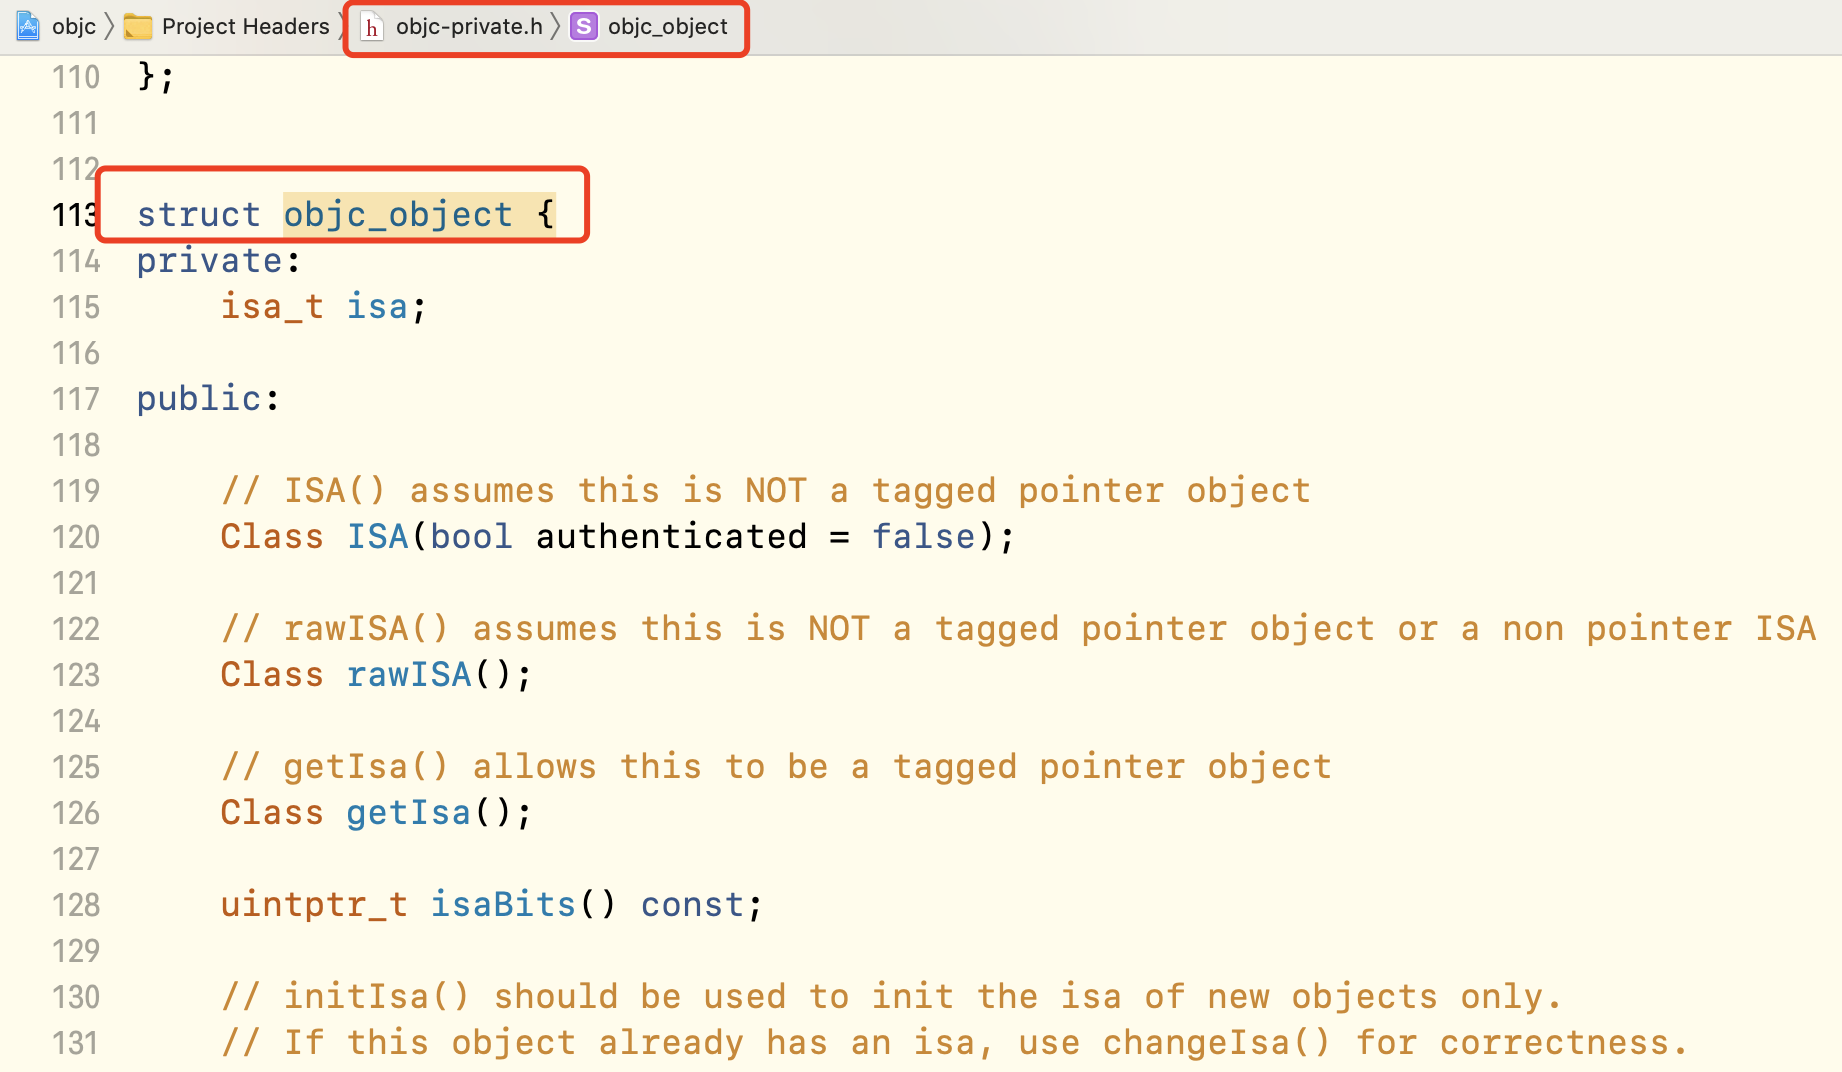 objc Project Headers h objc-private.h S objc_object
110 };
111
112
113 struct objc_object {
114 private:
115 isa_t isa;
116
117 public:
118
119 // ISA() assumes this is NOT a tagged pointer object
120 Class ISA(bool authenticated = false);
121
122 // rawISA() assumes this is NOT a tagged pointer object or a non pointer ISA
123 Class rawISA();
124
125 // getIsa() allows this to be a tagged pointer object
126 Class getIsa();
127
128 uintptr_t isaBits() const;
129
130 // initIsa() should be used to init the isa of new objects only.
131 // If this object already has an isa, use changeIsa() for correctness.